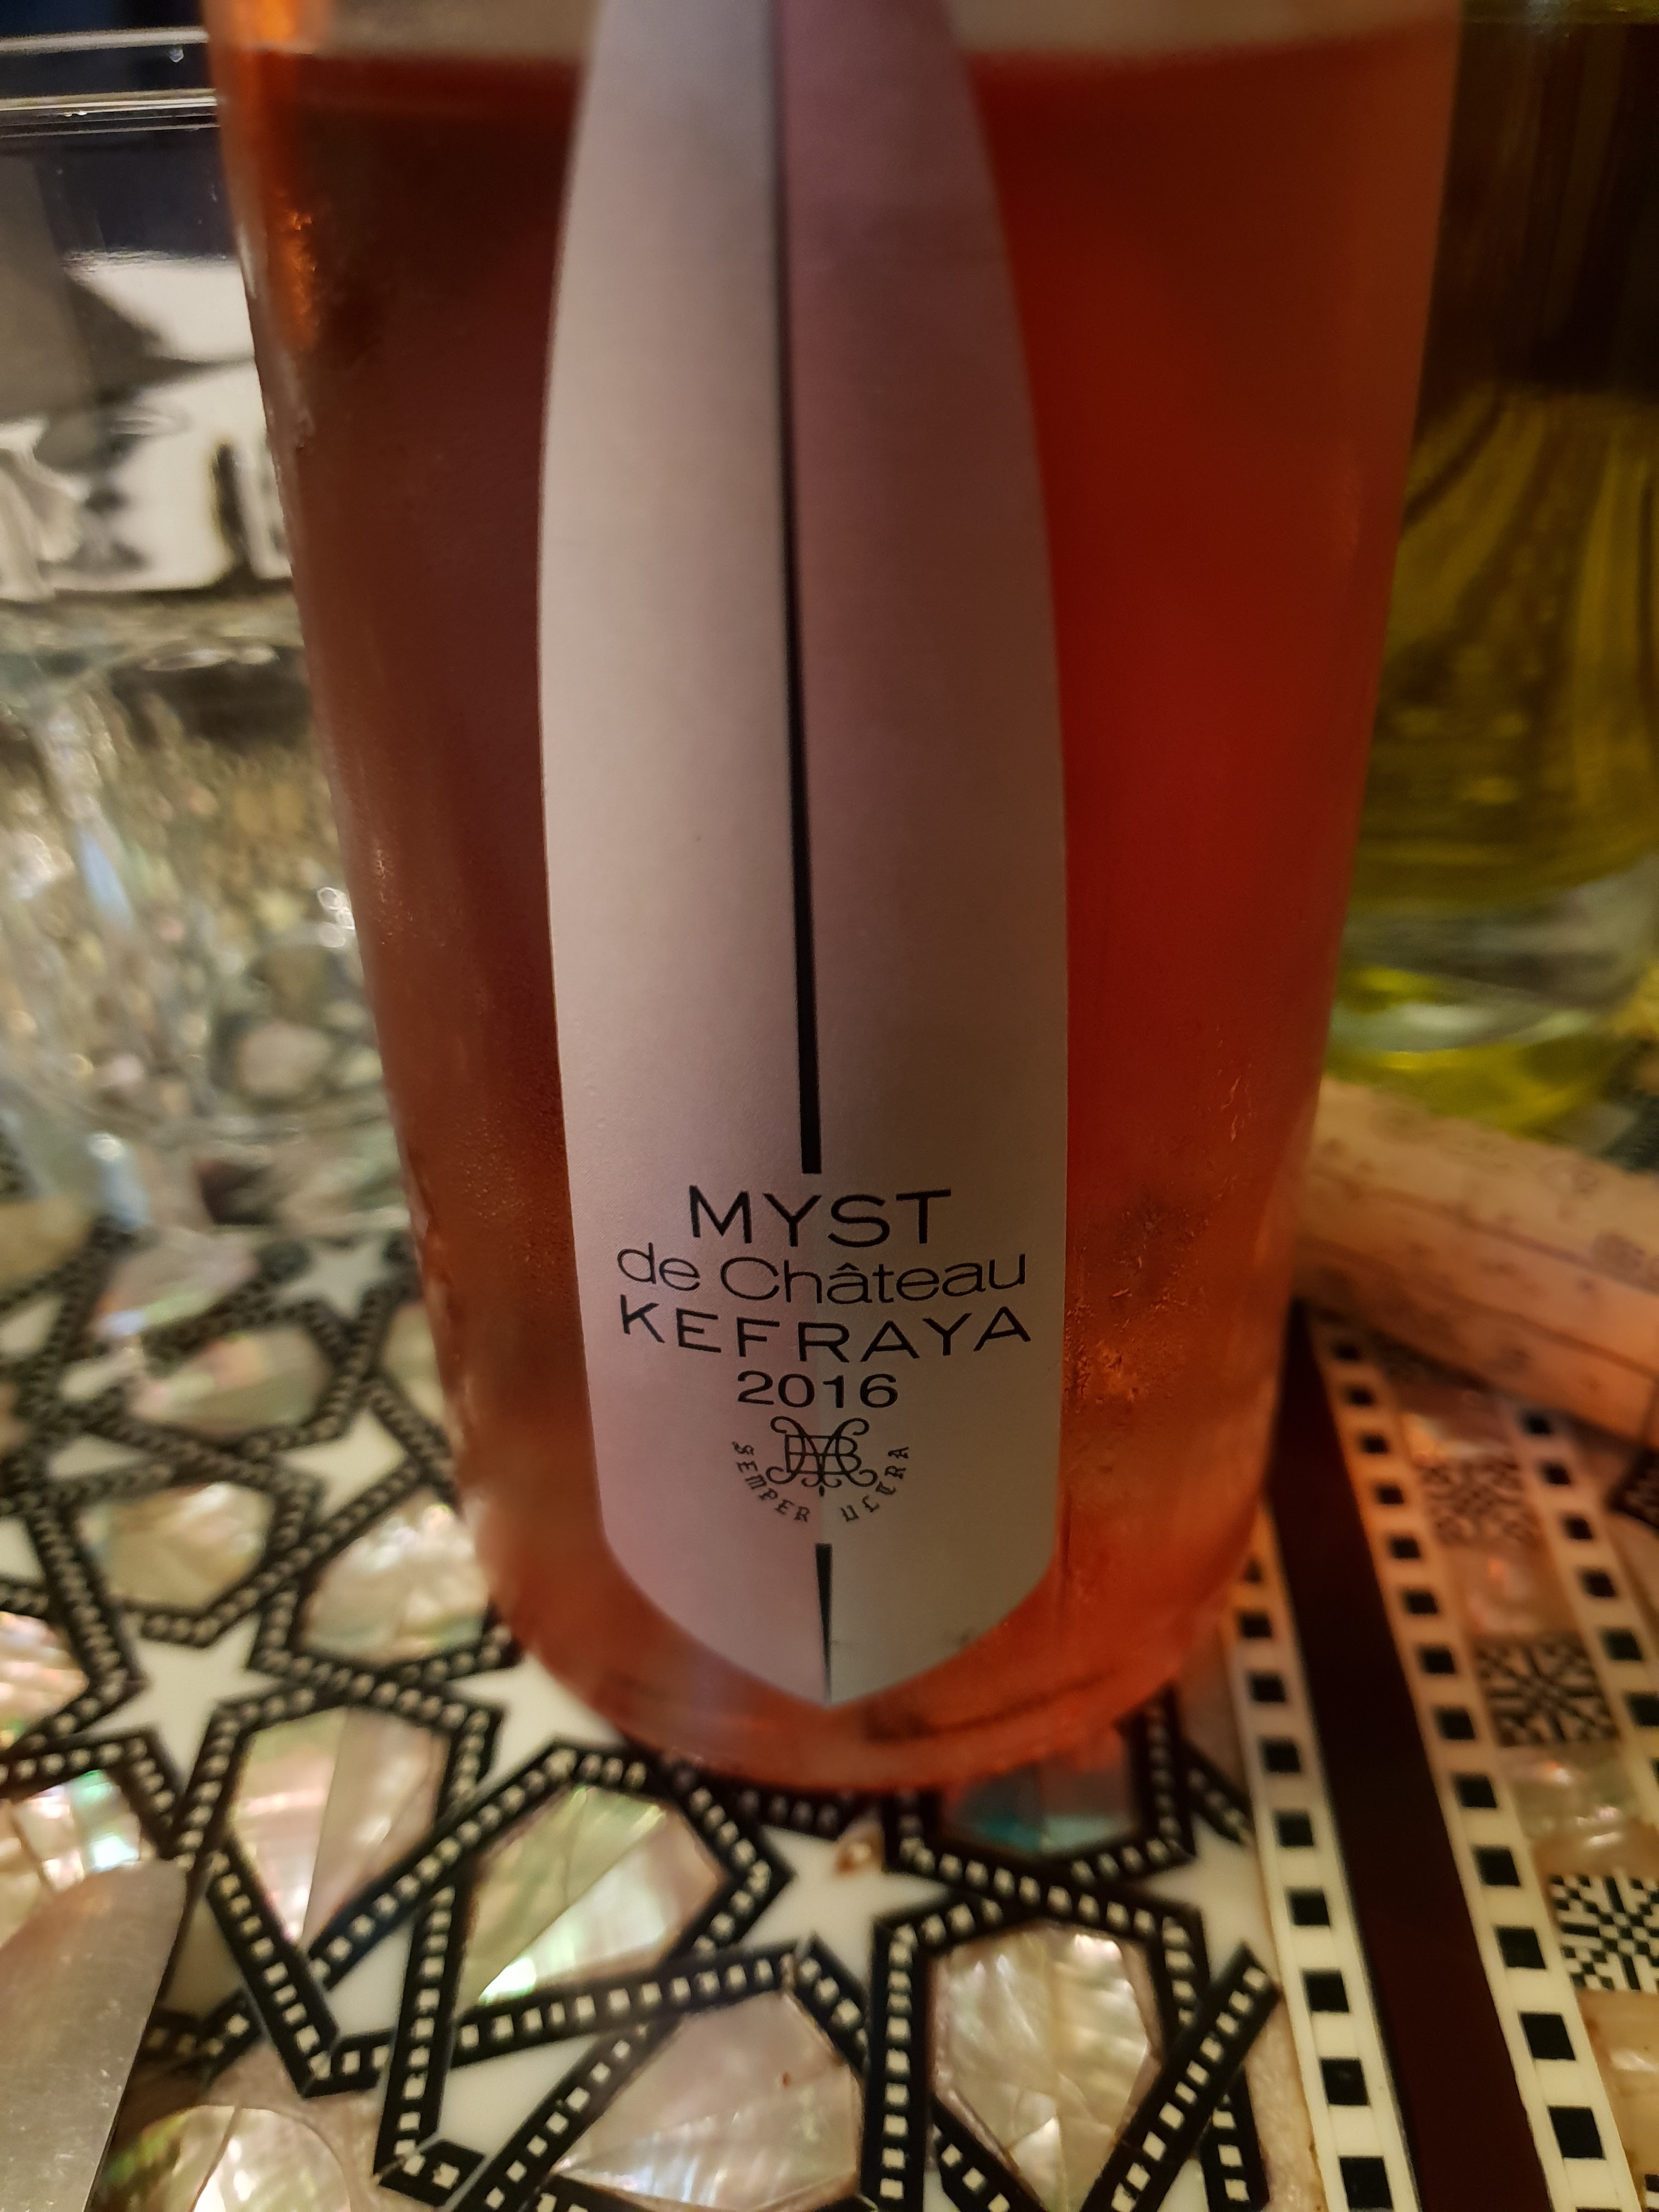 MYST
de Château
KEFRAYA
2016
SEMPER ULTRA